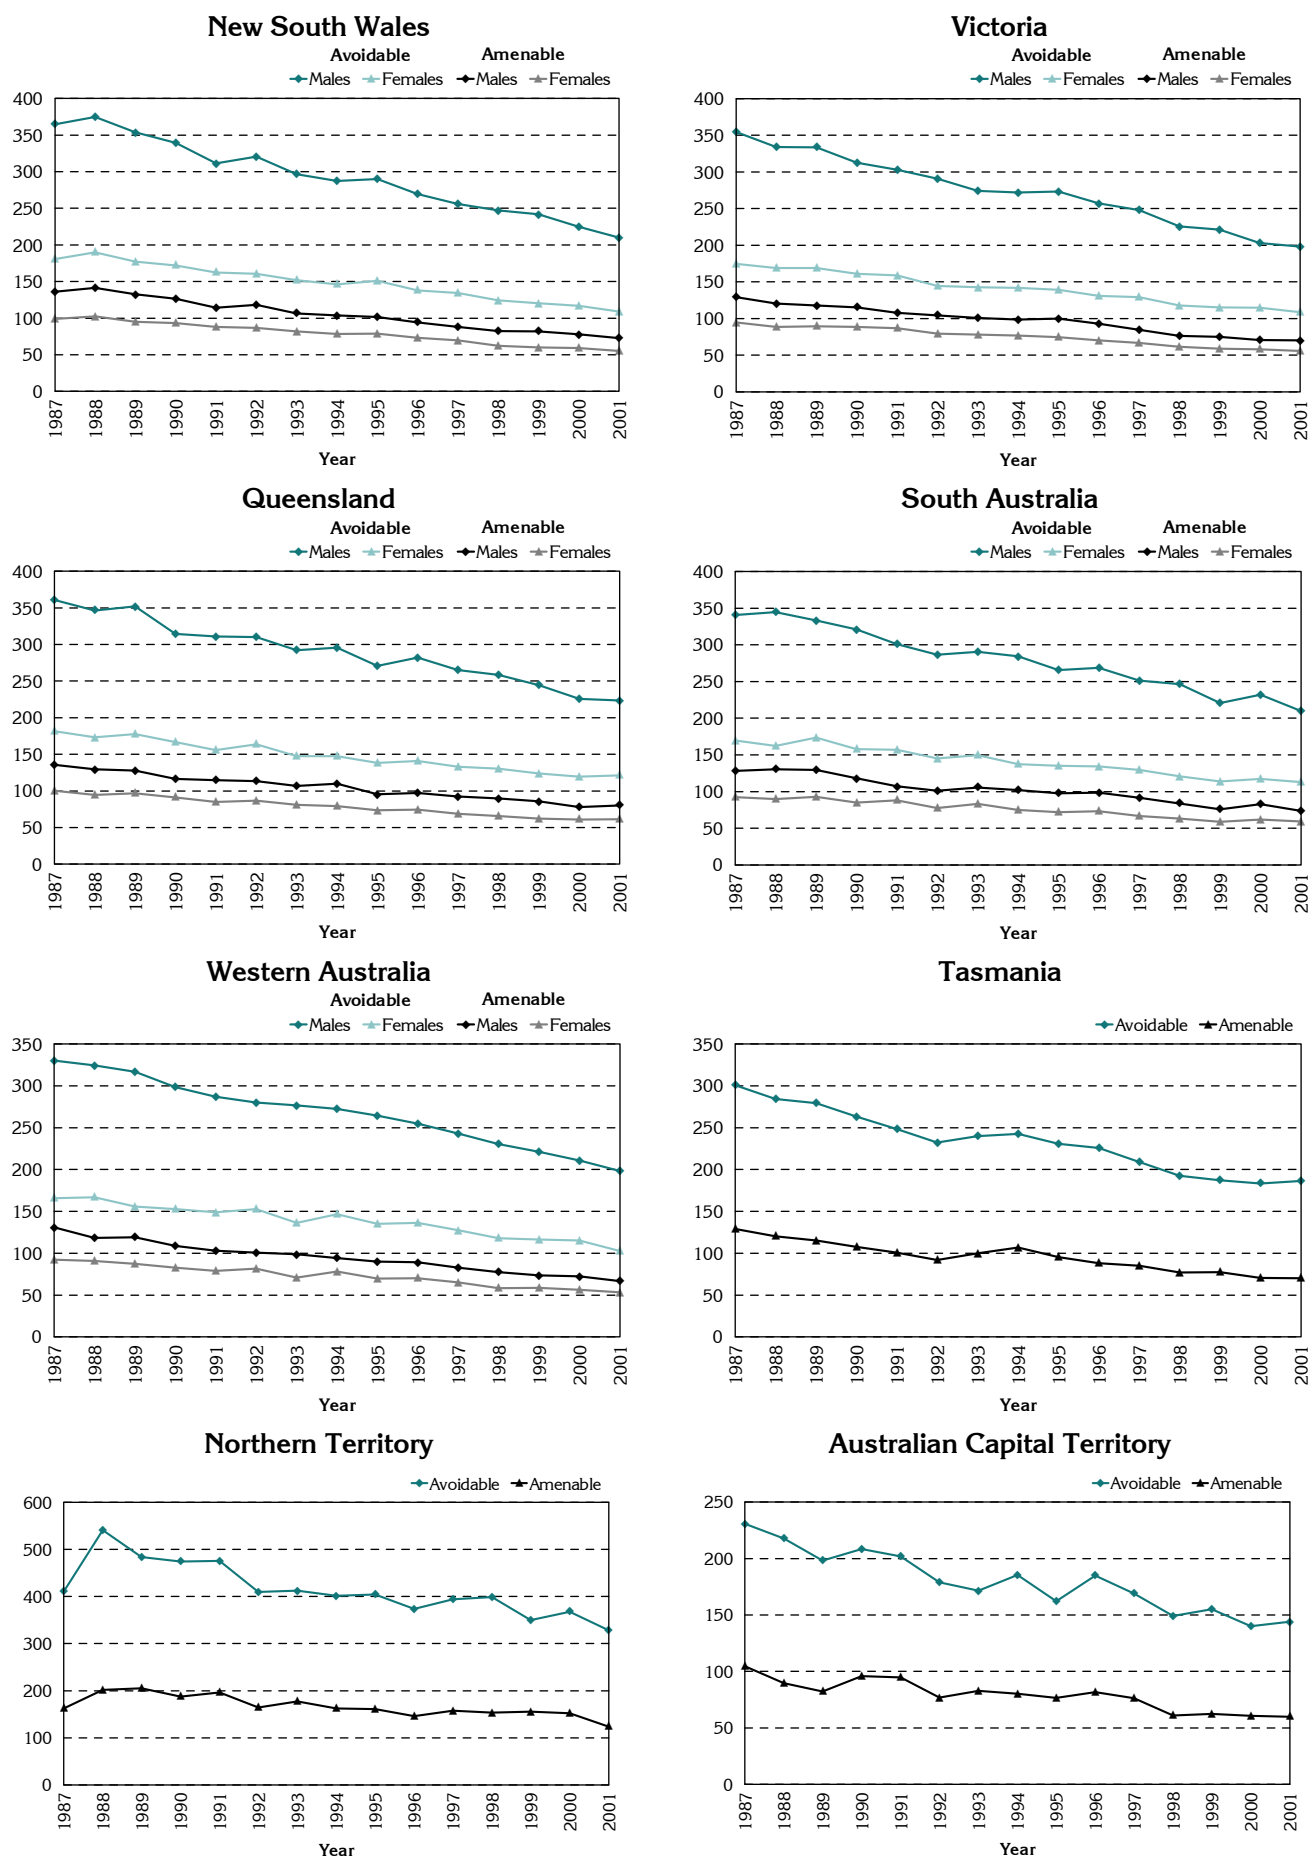 New South Wales
Avoidable Amenable
Males Females Males Females
400
350
300
250
200
150
100
50
0
1987 1988 1989 1990 1991 1992 1993 1994 1995 1996 1997 1998 1999 2000 2001
Year
Victoria
Avoidable Amenable
Males Females Males Females
400
350
300
250
200
150
100
50
0
1987 1988 1989 1990 1991 1992 1993 1994 1995 1996 1997 1998 1999 2000 2001
Year
Queensland
Avoidable Amenable
Males Females Males Females
400
350
300
250
200
150
100
50
0
1987 1988 1989 1990 1991 1992 1993 1994 1995 1996 1997 1998 1999 2000 2001
Year
South Australia
Avoidable Amenable
Males Females Males Females
400
350
300
250
200
150
100
50
0
1987 1988 1989 1990 1991 1992 1993 1994 1995 1996 1997 1998 1999 2000 2001
Year
Western Australia
Avoidable Amenable
Males Females Males Females
350
300
250
200
150
100
50
0
1987 1988 1989 1990 1991 1992 1993 1994 1995 1996 1997 1998 1999 2000 2001
Year
Tasmania
Avoidable Amenable
350
300
250
200
150
100
50
0
1987 1988 1989 1990 1991 1992 1993 1994 1995 1996 1997 1998 1999 2000 2001
Year
Northern Territory
Avoidable Amenable
600
500
400
300
200
100
0
1987 1988 1989 1990 1991 1992 1993 1994 1995 1996 1997 1998 1999 2000 2001
Year
Australian Capital Territory
Avoidable Amenable
250
200
150
100
50
0
1987 1988 1989 1990 1991 1992 1993 1994 1995 1996 1997 1998 1999 2000 2001
Year